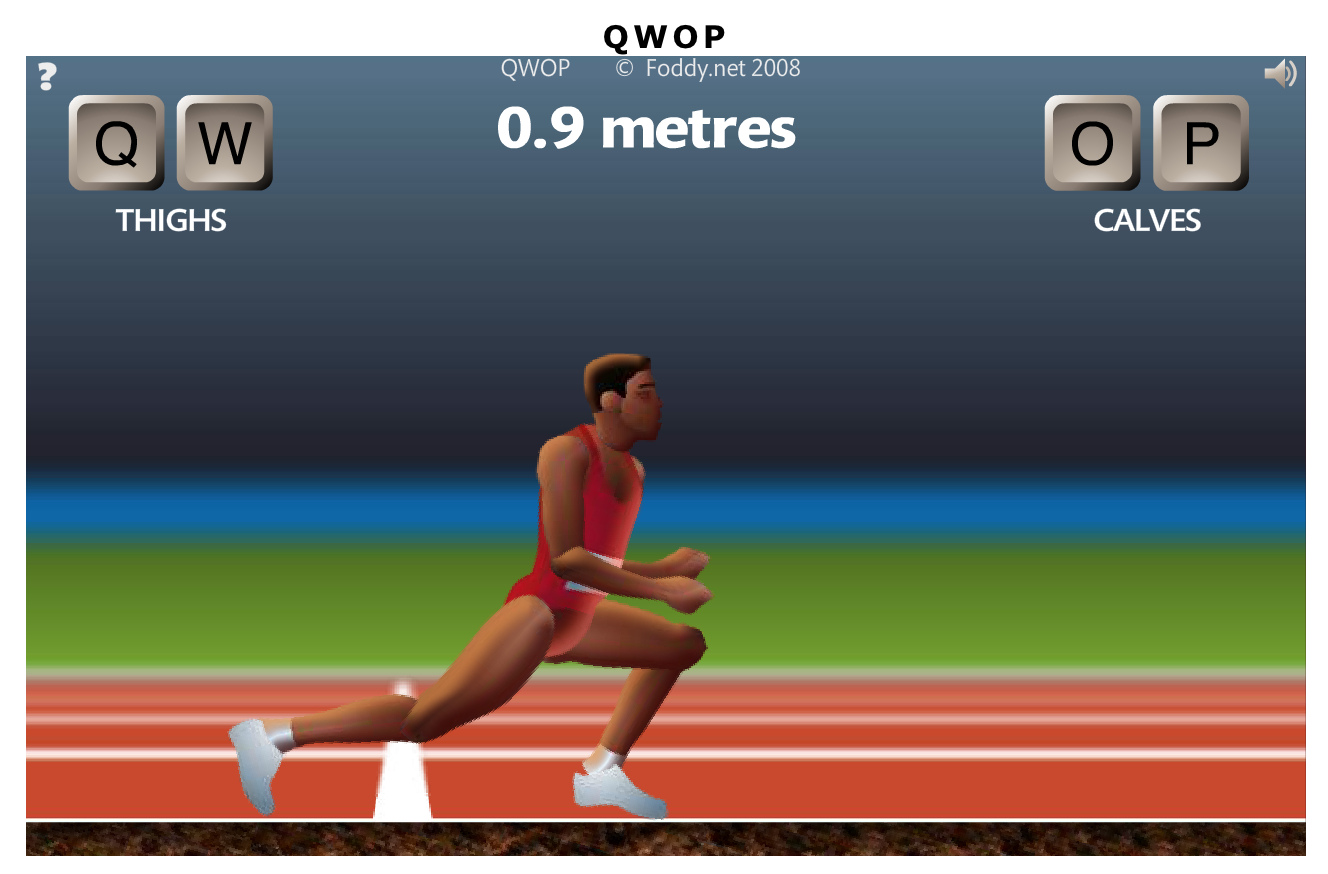 QWOP
?
QWOP © Foddy.net 2008
0.9 metres
Q W
O P
THIGHS
CALVES